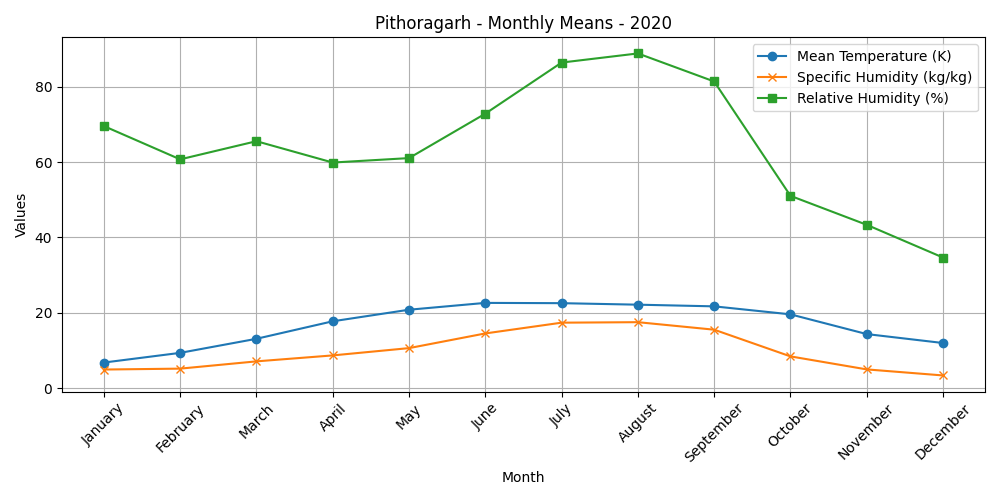 Pithoragarh - Monthly Means - 2020
Mean Temperature (K)
Specific Humidity (kg/kg)
Relative Humidity (%)
Values
80
60
40
20
0
January
February
March
April
May
June
July
August
September
October
November
December
Month